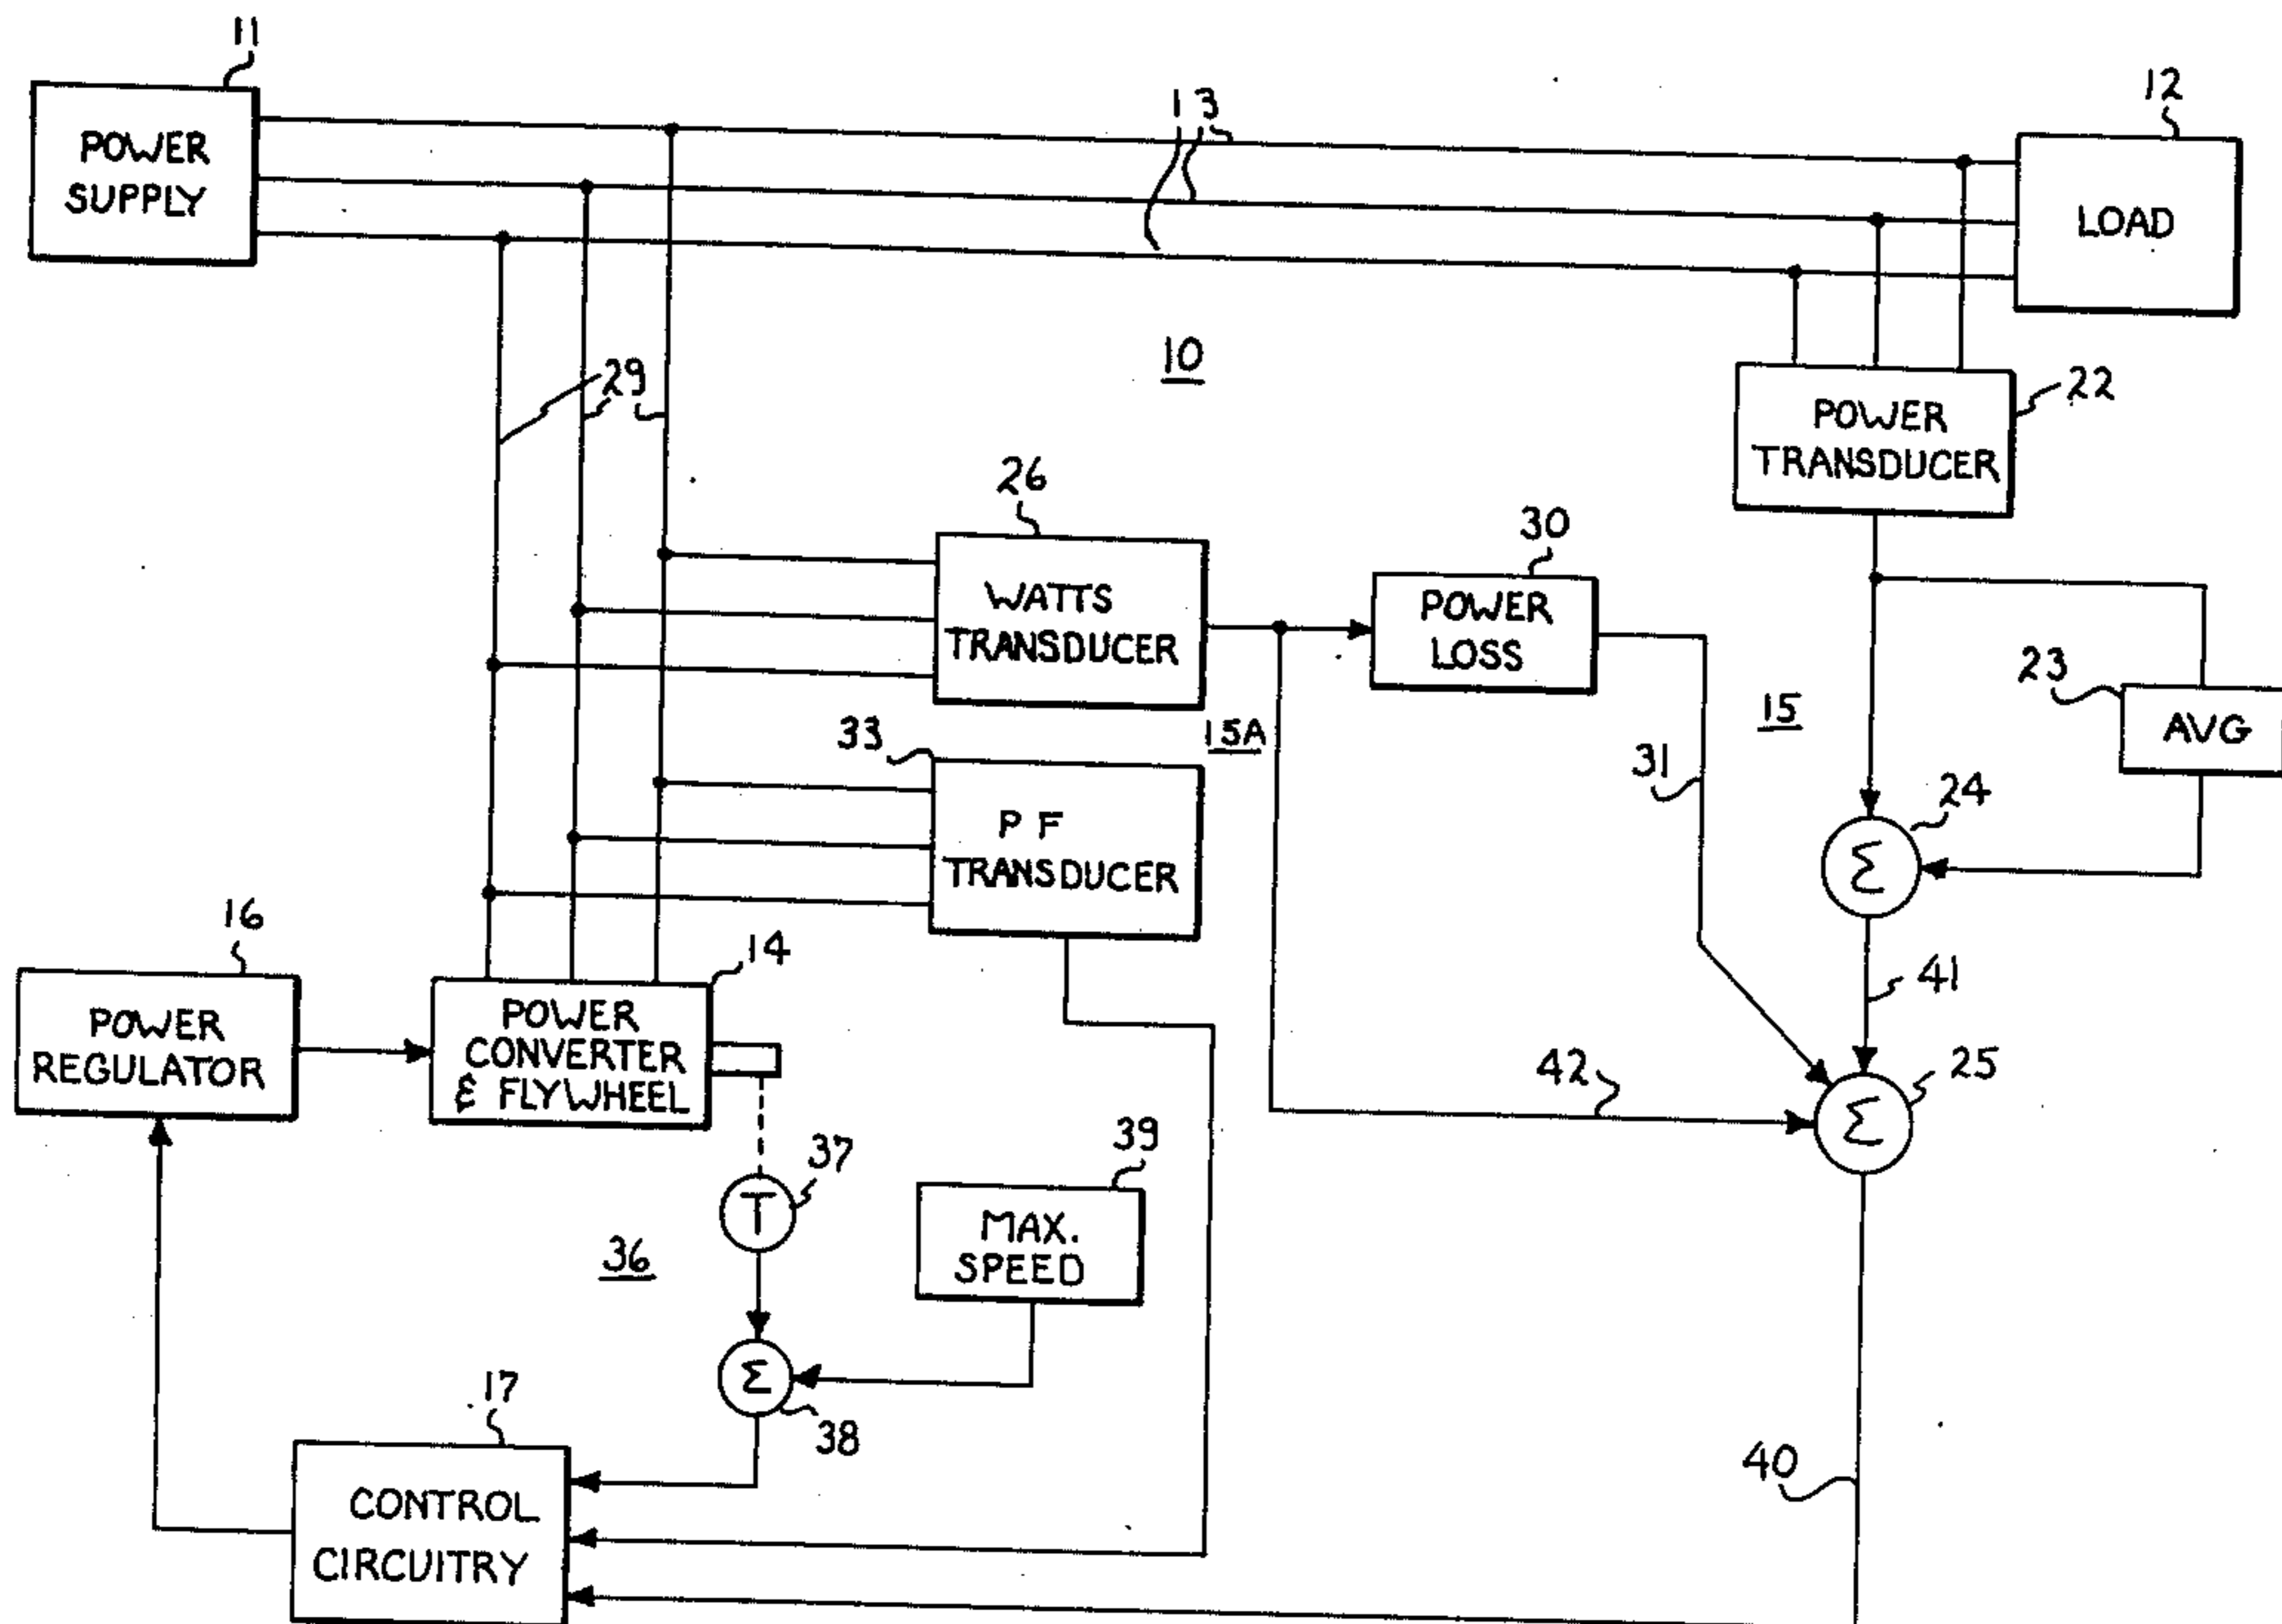 11
POWER
SUPPLY
13
12
LOAD
10
29
22
POWER
TRANSDUCER
26
WATTS
TRANSDUCER
30
POWER
LOSS
15
23
AVG
15A
33
31
P F
TRANSDUCER
24
Σ
16
POWER
REGULATOR
14
POWER
CONVERTER
& FLYWHEEL
41
42
25
Σ
37
T
39
MAX.
SPEED
36
Σ
38
17
CONTROL
CIRCUITRY
40